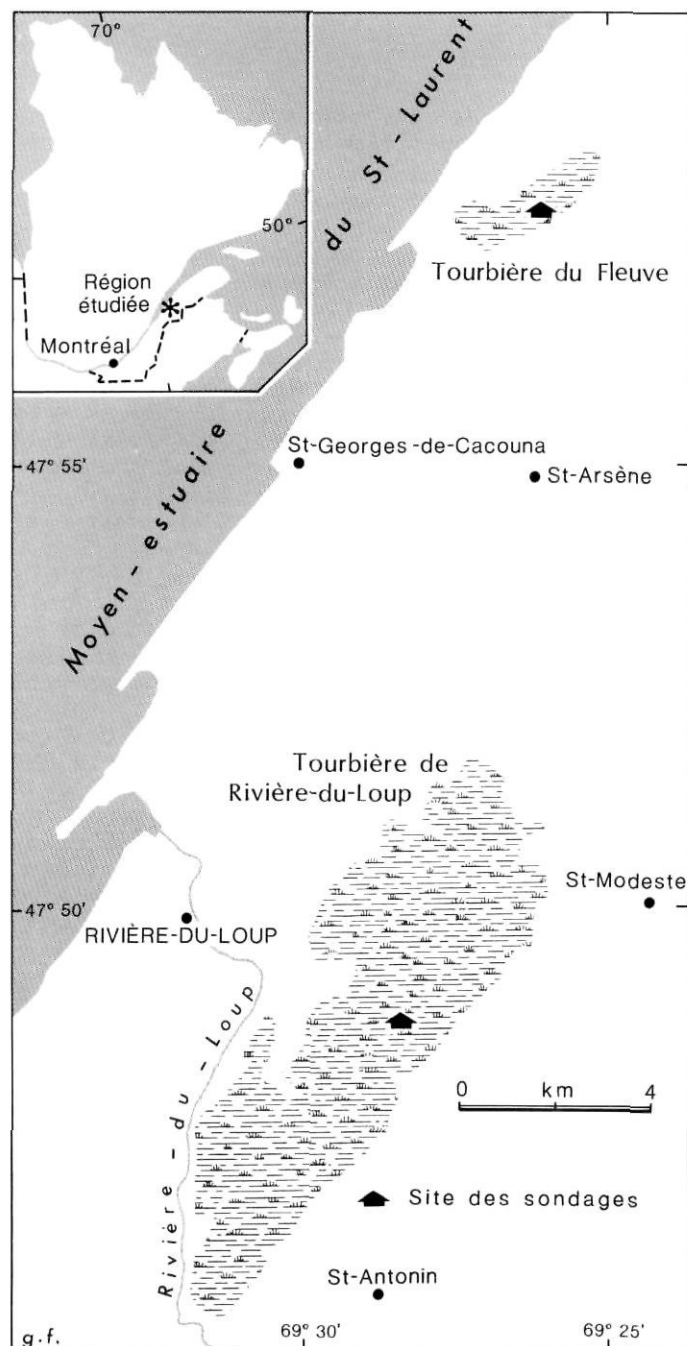 70°
50°
Région
étudiée
Montréal
Moyen - estuaire du St - Laurent
Tourbière du Fleuve
St-Georges-de-Cacouna
47° 55'
St-Arsène
Tourbière de
Rivière-du-Loup
St-Modeste
47° 50'
RIVIÈRE-DU-LOUP
Rivière - du - Loup
0 km 4
Site des sondages
St-Antonin
g.f.
69° 30'
69° 25'